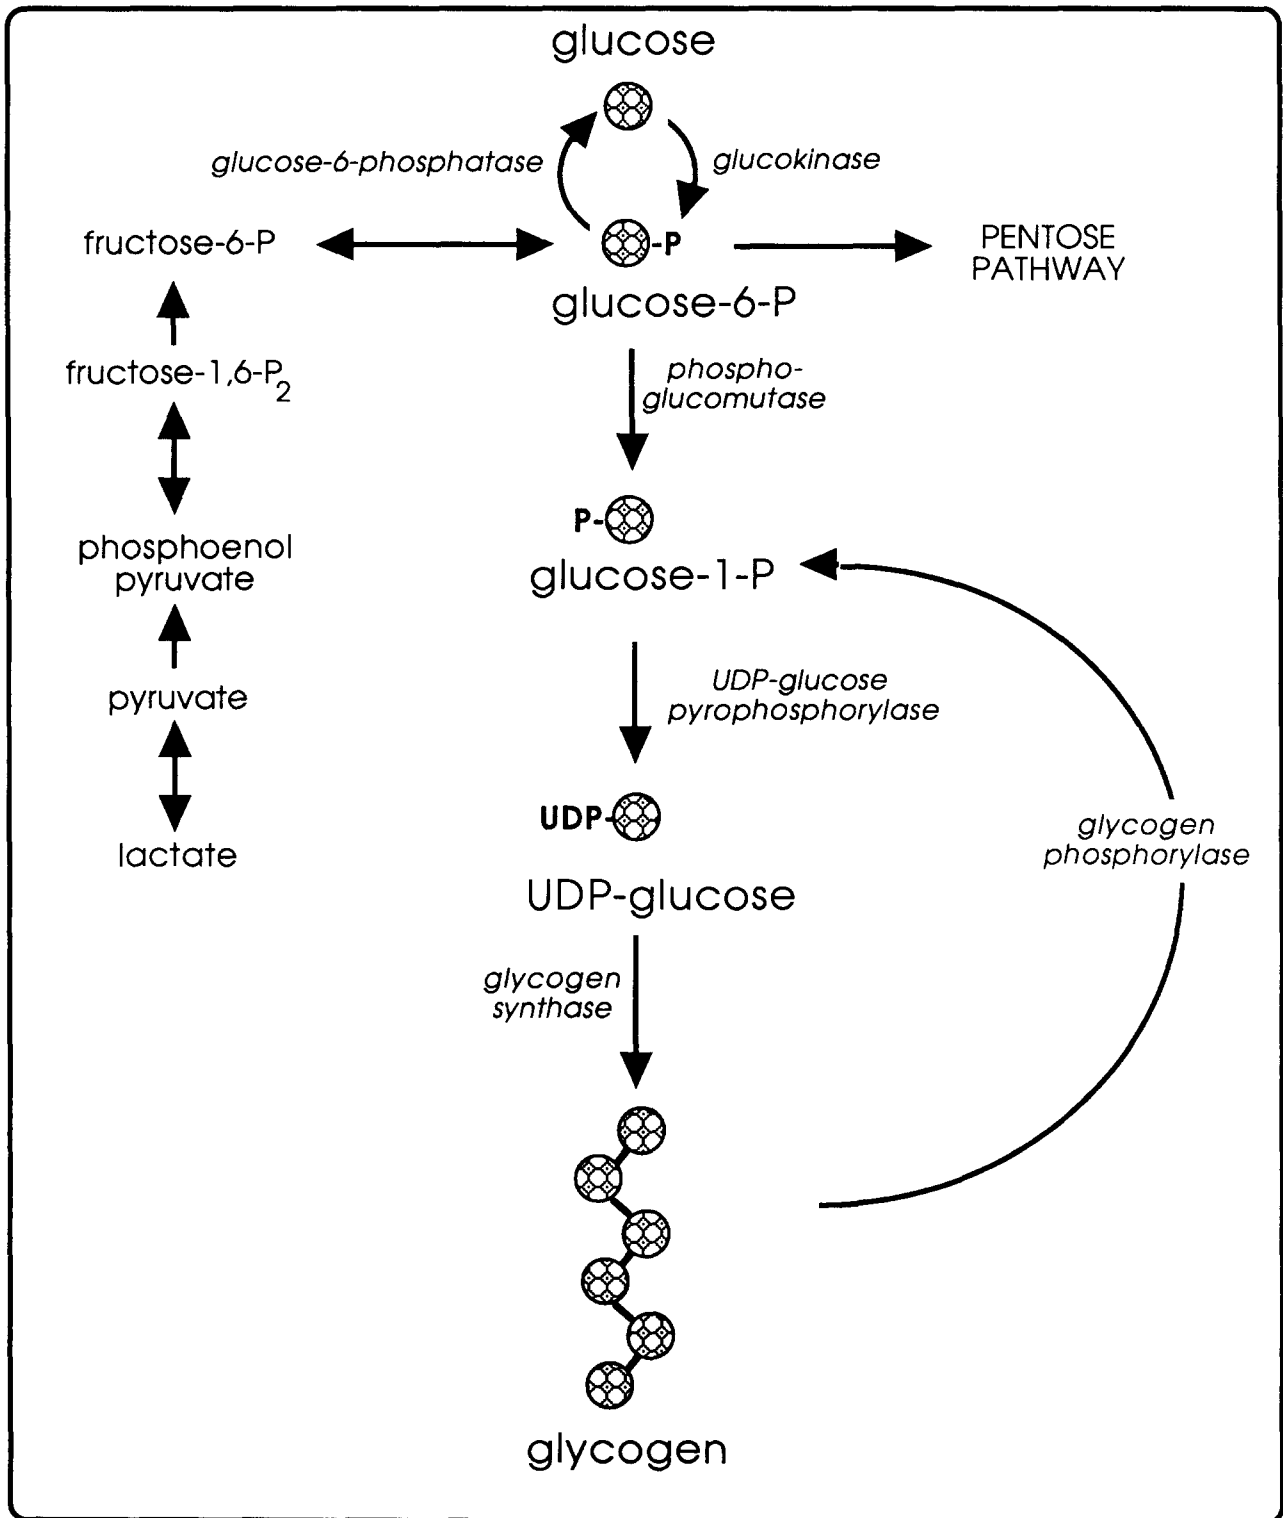 glucose
glucose-6-phosphatase
glucokinase
fructose-6-P
-P
PENTOSE
PATHWAY
glucose-6-P
fructose-1,6-P2
phospho-
glucomutase
P-
phosphoenol
pyruvate
glucose-1-P
pyruvate
UDP-glucose
pyrophosphorylase
UDP-
lactate
glycogen
phosphorylase
UDP-glucose
glycogen
synthase
glycogen